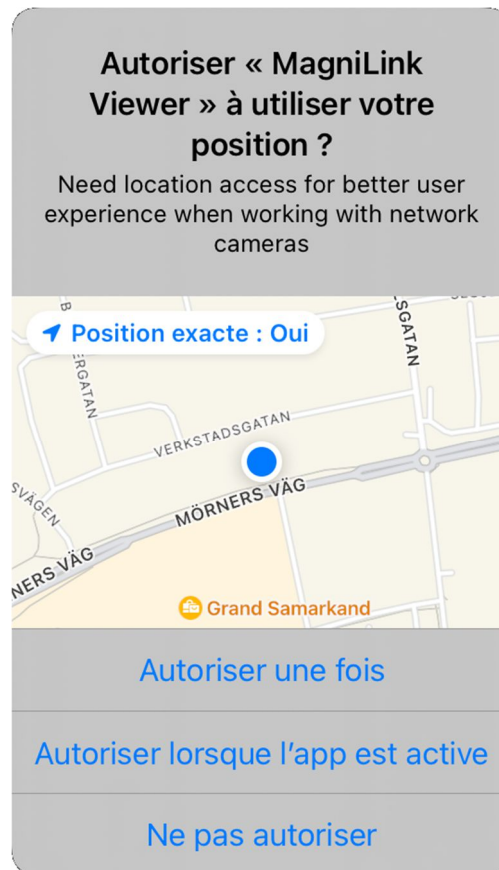 Autoriser « MagniLink
Viewer » à utiliser votre
position ?
Need location access for better user
experience when working with network
cameras
Position exacte : Oui
SGATAN
ERGATAN
VERKSTADSGATAN
SVÄGEN
MÖRNERS VÄG
NERS VÄG
Grand Samarkand
Autoriser une fois
Autoriser lorsque l’app est active
Ne pas autoriser